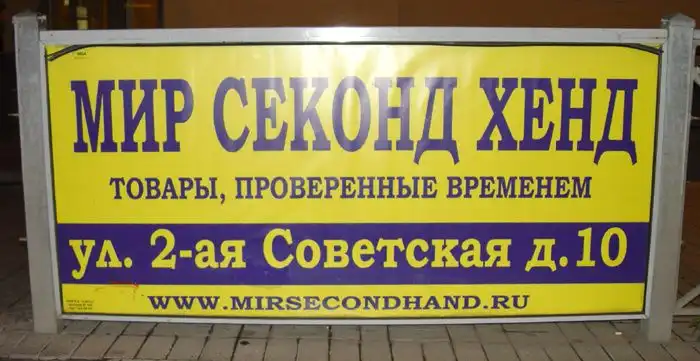 МИР СЕКОНД ХЕНД
ТОВАРЫ, ПРОВЕРЕННЫЕ ВРЕМЕНЕМ
ул. 2-ая Советская д.10
WWW.MIRSECONDHAND.RU